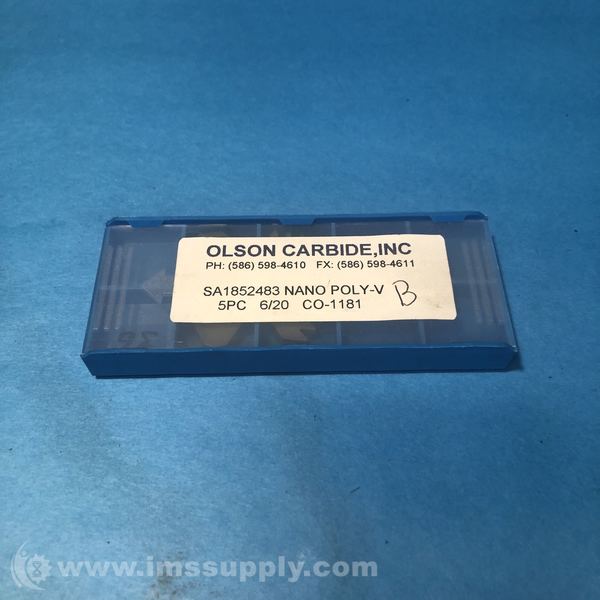 OLSON CARBIDE,INC
PH: (586) 598-4610 FX: (586) 598-4611
SA1852483 NANO POLY-V B
5PC 6/20 CO-1181
www.imssupply.com